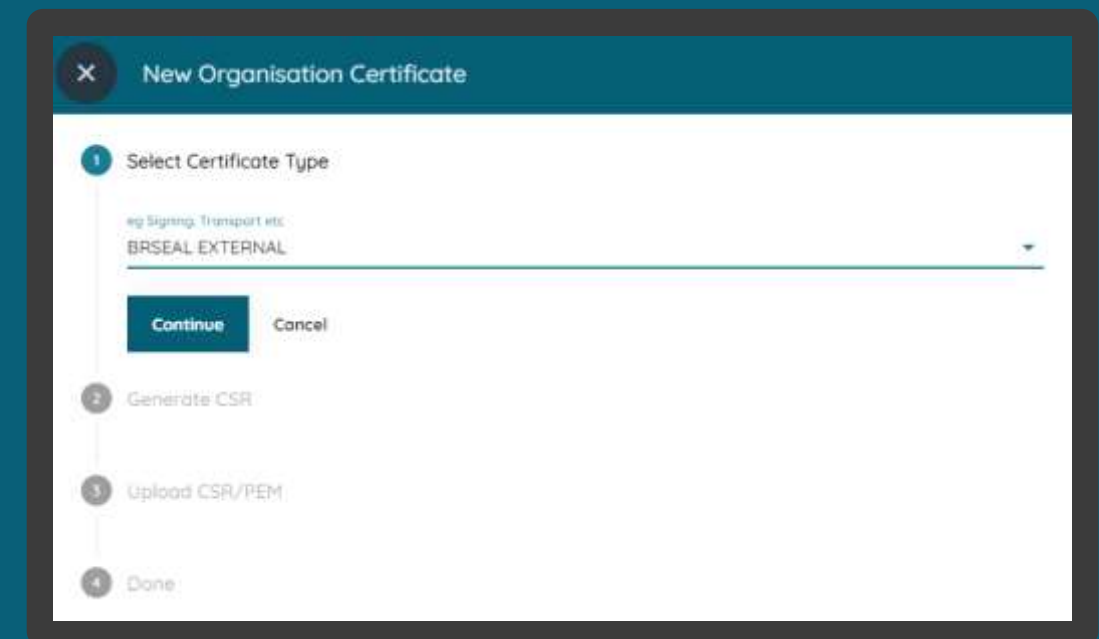 × New Organisation Certificate
1 Select Certificate Type
eg Signing, Transport etc
BRSEAL EXTERNAL
Continue Cancel
2 Generate CSR
3 Upload CSR/PEM
4 Done